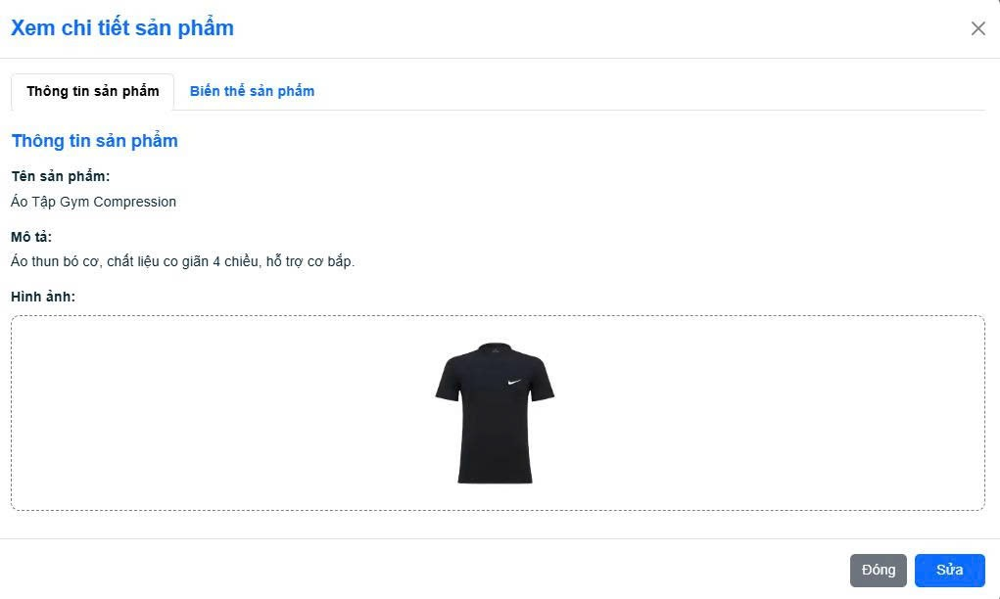 Xem chi tiết sản phẩm
Thông tin sản phẩm
Biến thể sản phẩm
Thông tin sản phẩm
Tên sản phẩm:
Áo Tập Gym Compression
Mô tả:
Áo thun bó cơ, chất liệu co giãn 4 chiều, hỗ trợ cơ bắp.
Hình ảnh:
Đóng
Sửa